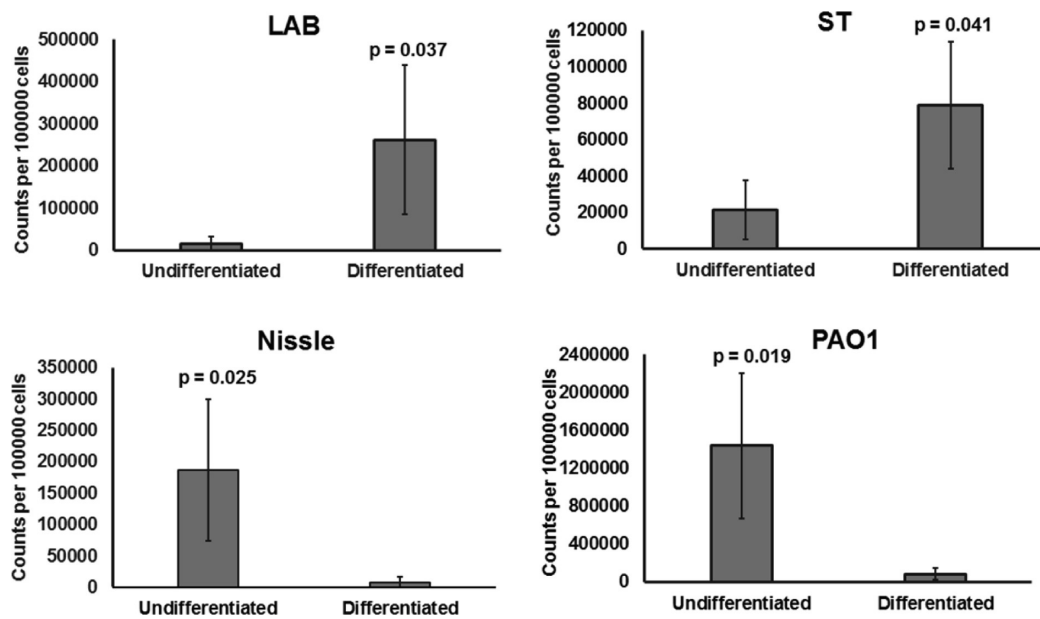 LAB
Counts per 100000 cells
500000
400000
300000
200000
100000
0
p = 0.037
Undifferentiated Differentiated
ST
Counts per 100000 cells
120000
100000
80000
60000
40000
20000
0
p = 0.041
Undifferentiated Differentiated
Nissle
Counts per 100000 cells
350000
300000
250000
200000
150000
100000
50000
0
p = 0.025
Undifferentiated Differentiated
PAO1
Counts per 100000 cells
2400000
2000000
1600000
1200000
800000
400000
0
p = 0.019
Undifferentiated Differentiated